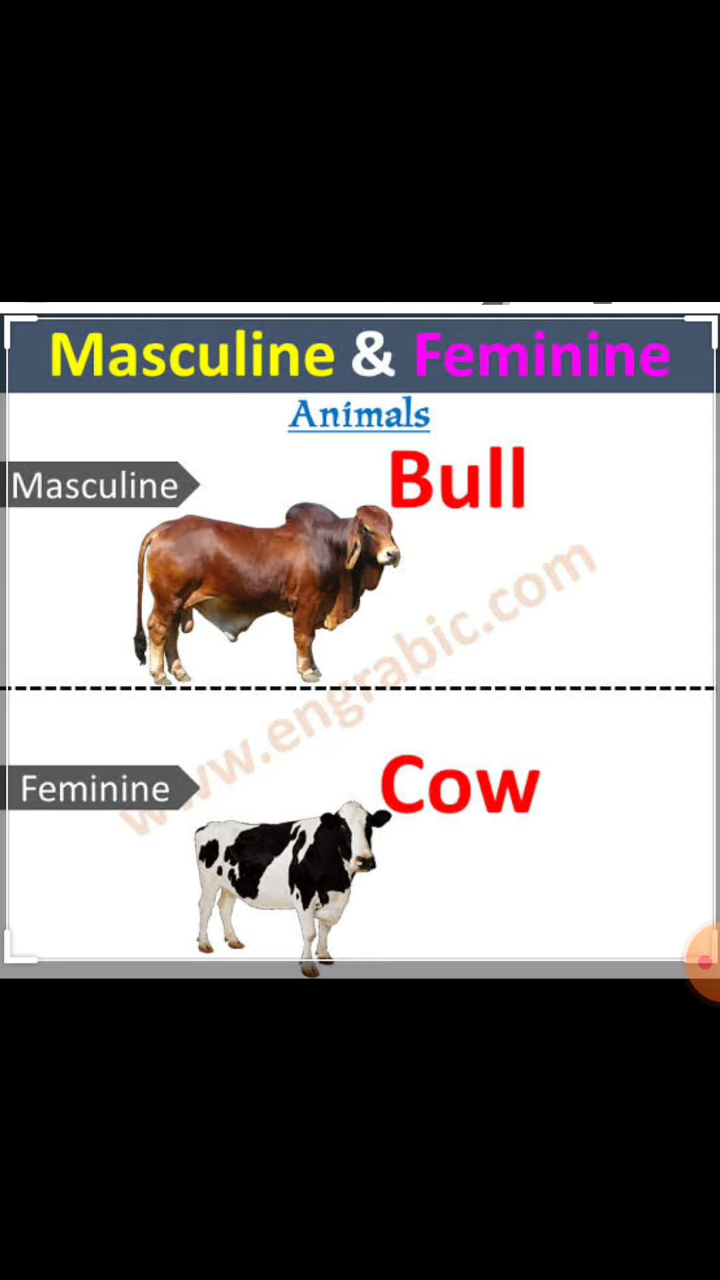 Masculine & Feminine
Animals
Masculine
Bull
www.engrabic.com
Feminine
Cow